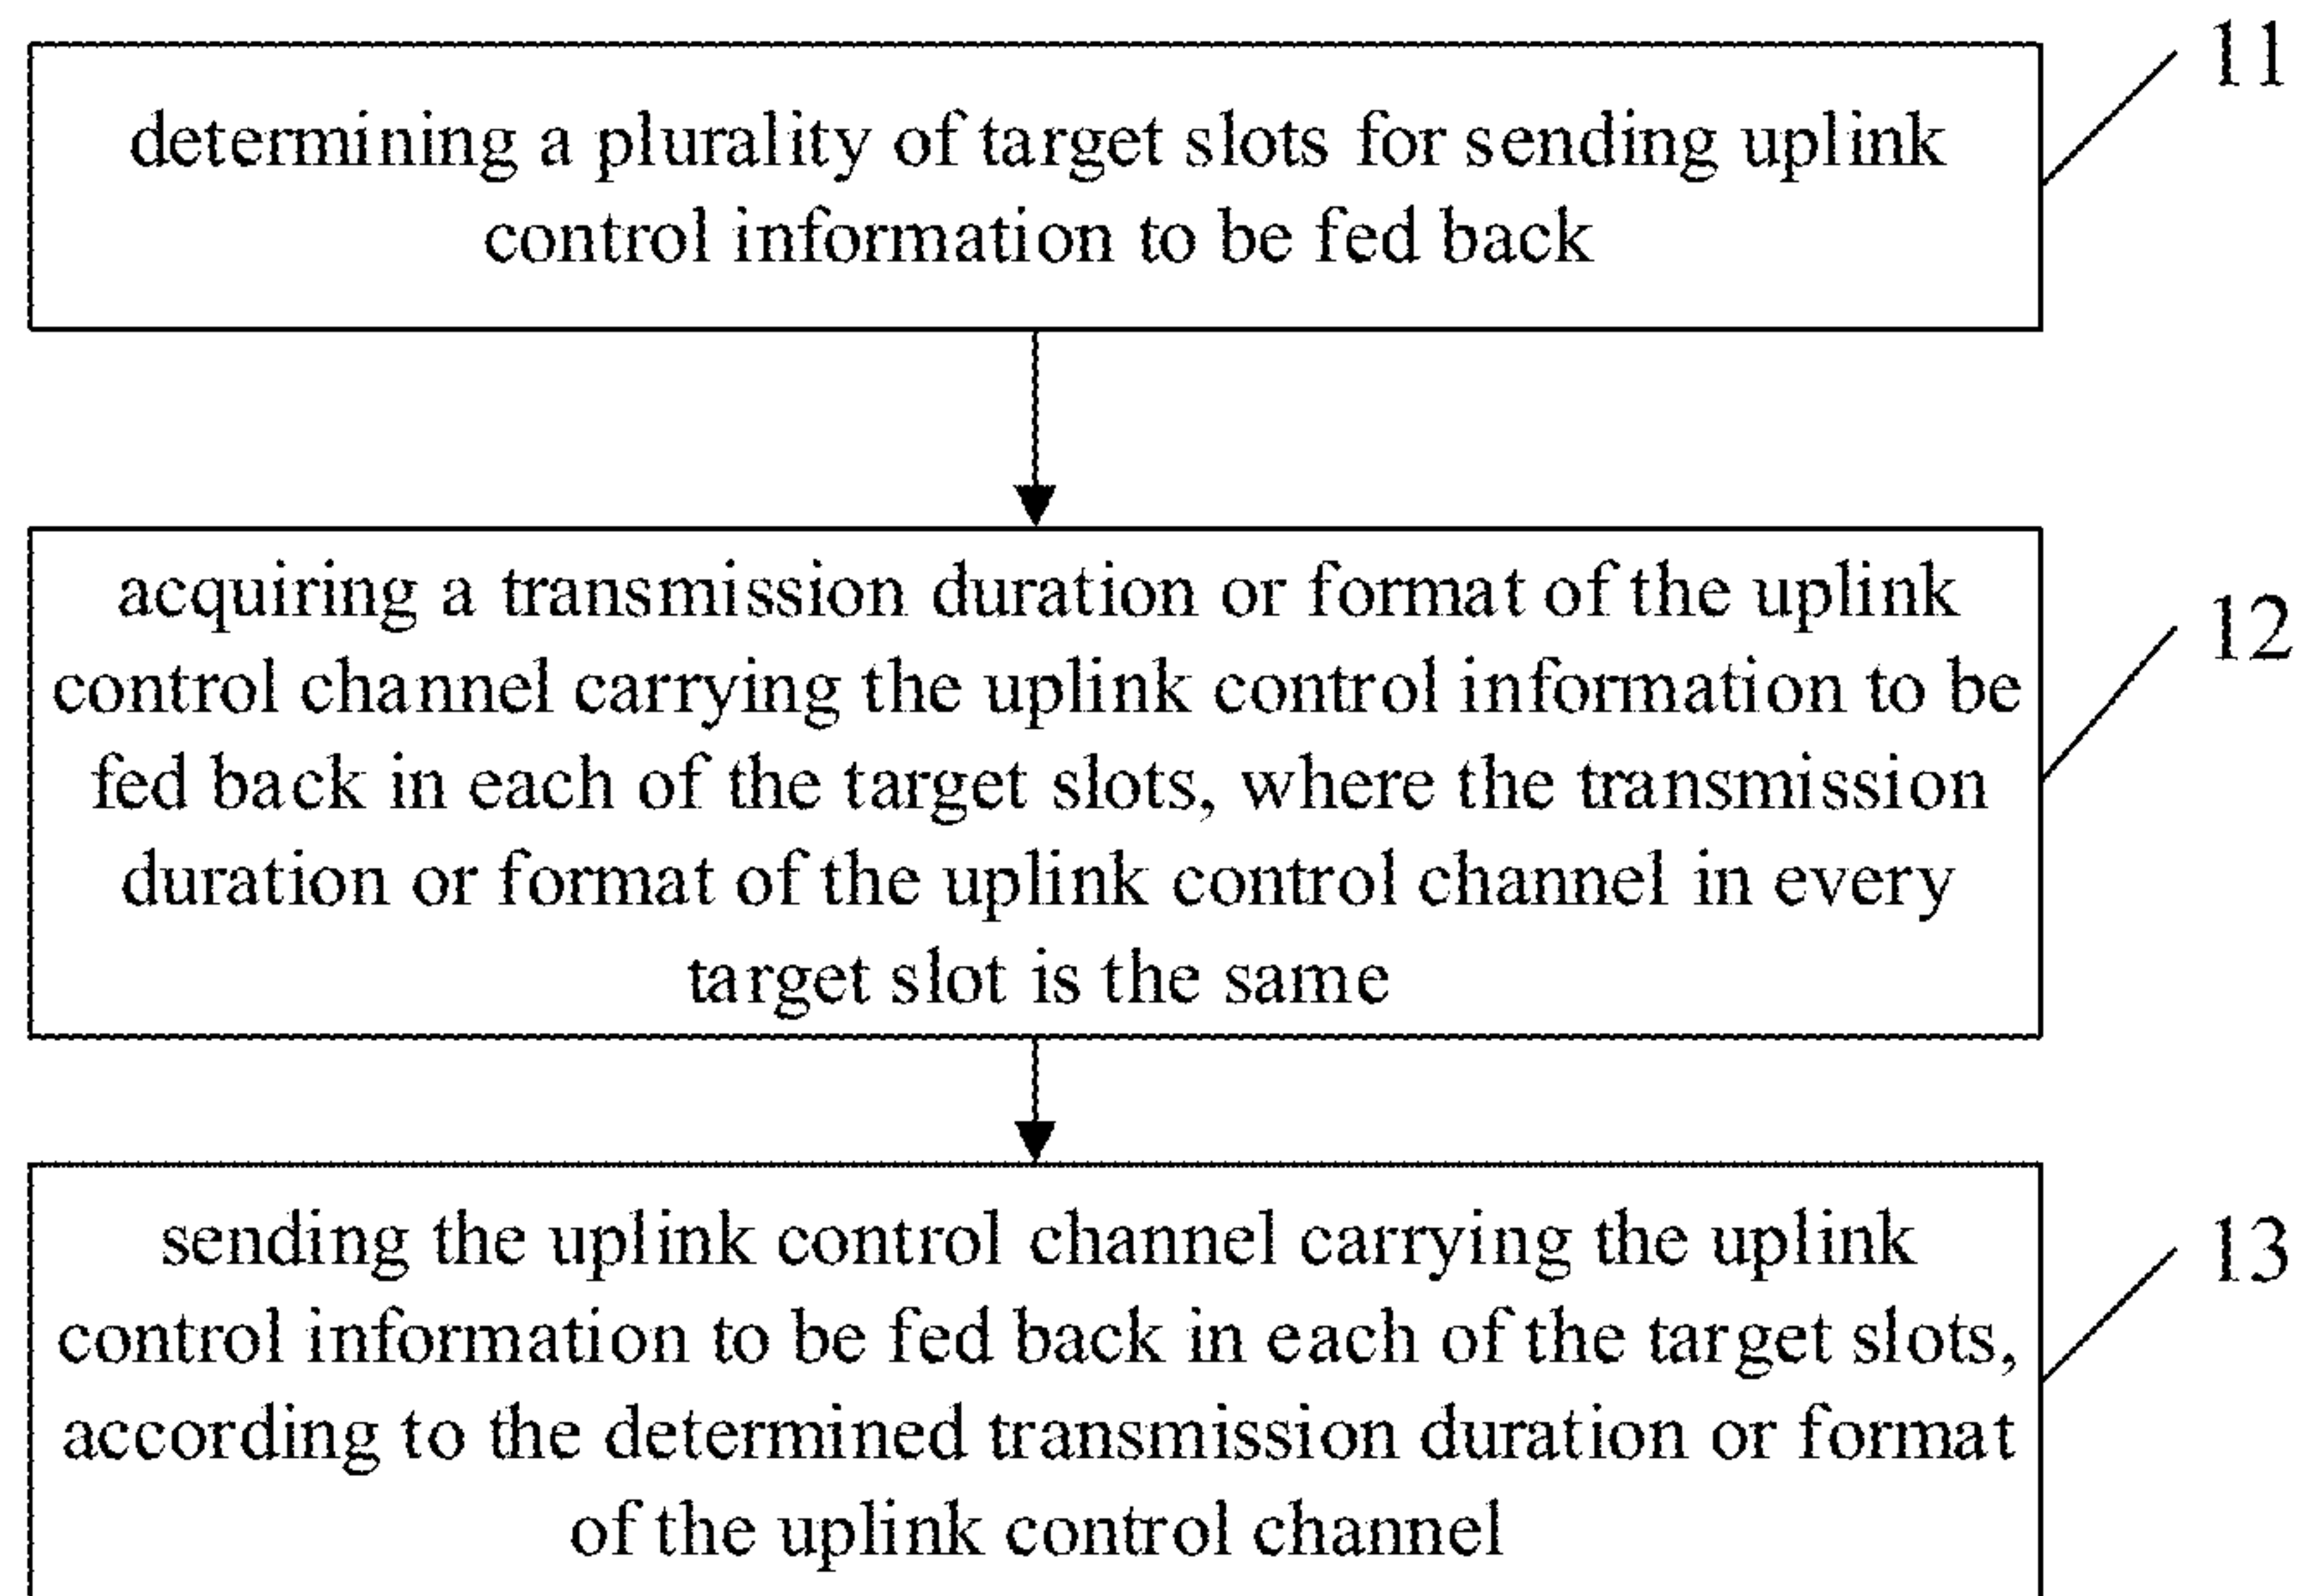 11
determining a plurality of target slots for sending uplink
control information to be fed back
12
acquiring a transmission duration or format of the uplink
control channel carrying the uplink control information to be
fed back in each of the target slots, where the transmission
duration or format of the uplink control channel in every
target slot is the same
13
sending the uplink control channel carrying the uplink
control information to be fed back in each of the target slots,
according to the determined transmission duration or format
of the uplink control channel